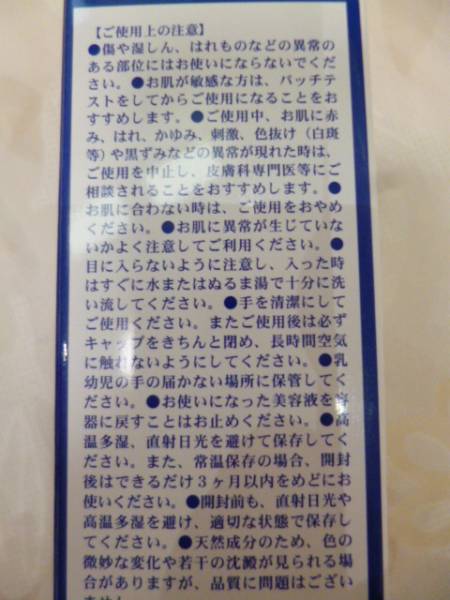 【ご使用上の注意】
●傷や湿しん、はれものなどの異常の
ある部位にはお使いにならないでくだ
さい。●お肌が敏感な方は、パッチテ
ストをしてからご使用になることをお
すすめします。●ご使用中、お肌に赤
み、はれ、かゆみ、刺激、色抜け（白斑
等）や黒ずみなどの異常が現れた時は、
ご使用を中止し、皮膚科専門医等にご
相談されることをおすすめします。●
お肌に合わない時は、ご使用をおやめ
ください。●お肌に異常が生じていな
いかよく注意してご利用ください。●
目に入らないように注意し、入った時
はすぐに水またはぬるま湯で十分に洗
い流してください。●手を清潔にして
ご使用ください。またご使用後は必ず
キャップをきちんと閉め、長時間空気
に触れないようにしてください。●乳
幼児の手の届かない場所に保管してく
ださい。●お使いになった美容液を容
器に戻すことはお止めください。●高
温多湿、直射日光を避けて保存してく
ださい。また、常温保存の場合、開封
後はできるだけ3ヶ月以内をめどにお
使いください。●開封前も、直射日光や
高温多湿を避け、適切な状態で保存し
てください。●天然成分のため、色の
微妙な変化や若干の沈澱が見られる場
合がありますが、品質に問題はござい